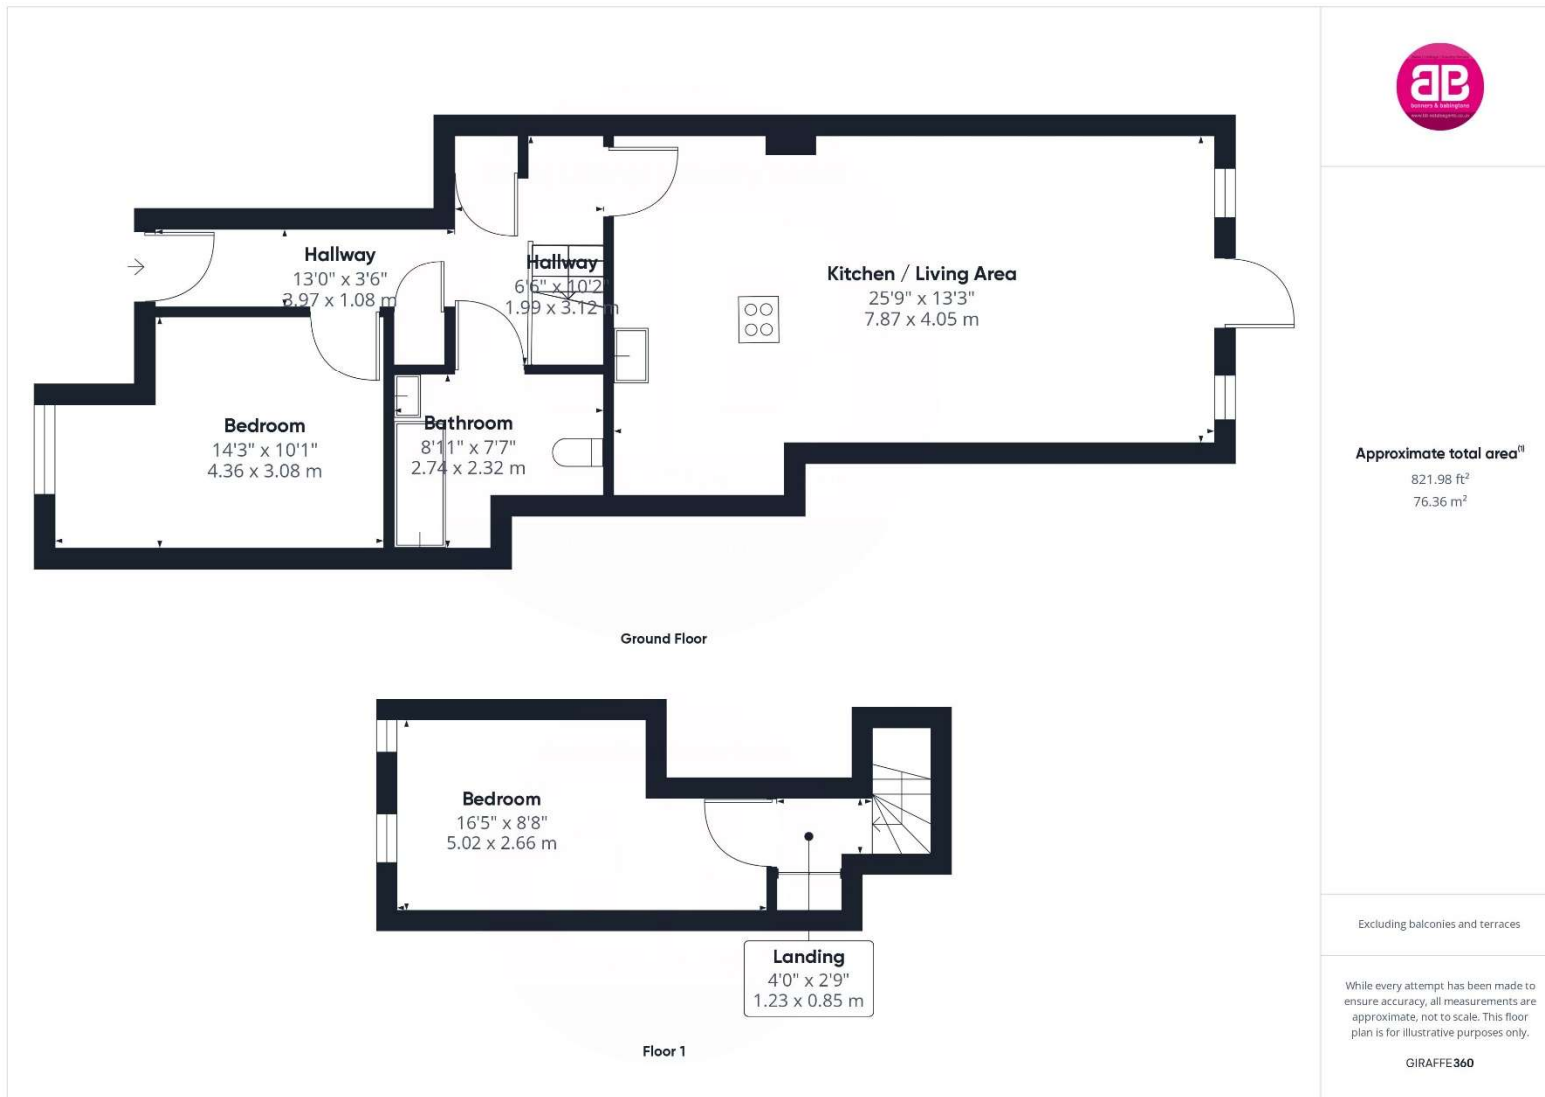 Hallway
13'0" x 3'6"
3.97 x 1.08 m
Hallway
6'6" x 10'2"
1.99 x 3.12 m
Kitchen / Living Area
25'9" x 13'3"
7.87 x 4.05 m
Bedroom
14'3" x 10'1"
4.36 x 3.08 m
Bathroom
8'11" x 7'7"
2.74 x 2.32 m
Ground Floor
Bedroom
16'5" x 8'8"
5.02 x 2.66 m
Landing
4'0" x 2'9"
1.23 x 0.85 m
Floor 1
BB
bonners & babingtons
Approximate total area(1)
821.98 ft²
76.36 m²
Excluding balconies and terraces
While every attempt has been made to
ensure accuracy, all measurements are
approximate, not to scale. This floor
plan is for illustrative purposes only.
GIRAFFE360